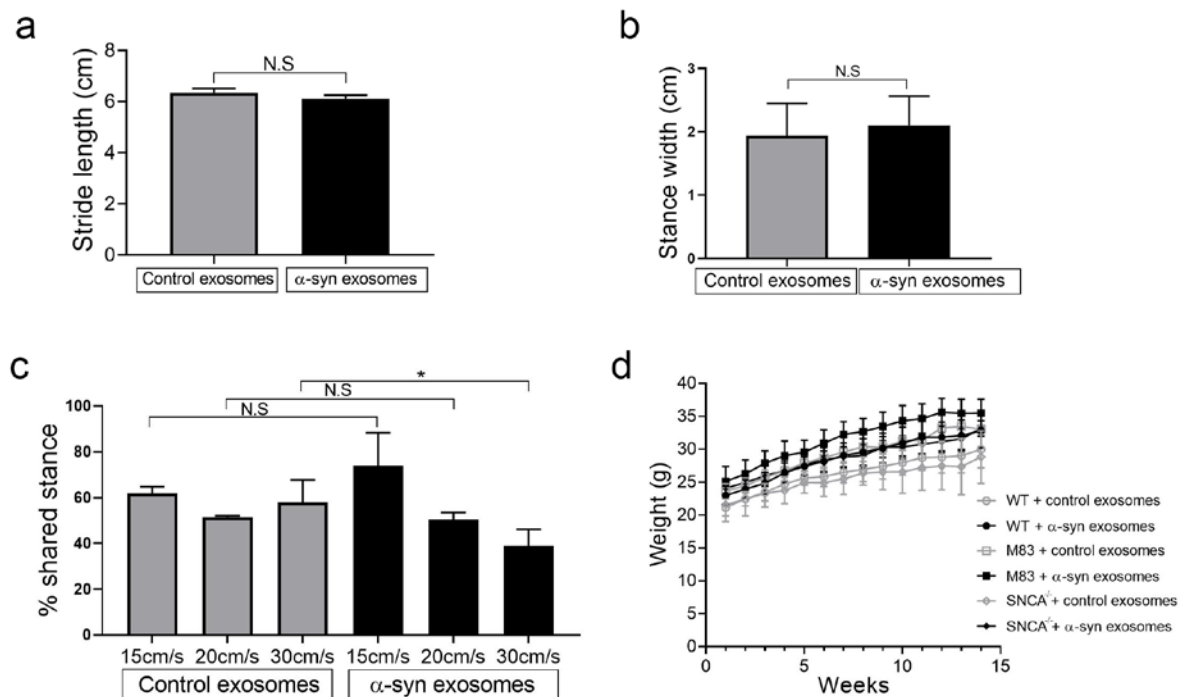 a
Stride length (cm)
8
6
4
2
0
N.S
Control exosomes
α-syn exosomes
b
Stance width (cm)
3
2
1
0
N.S
Control exosomes
α-syn exosomes
c
% shared stance
100
80
60
40
20
0
*
N.S
N.S
15cm/s 20cm/s 30cm/s 15cm/s 20cm/s 30cm/s
Control exosomes
α-syn exosomes
d
Weight (g)
40
35
30
25
20
15
10
5
0
0 5 10 15
Weeks
WT + control exosomes
WT + α-syn exosomes
M83 + control exosomes
M83 + α-syn exosomes
SNCA-/- + control exosomes
SNCA-/- + α-syn exosomes